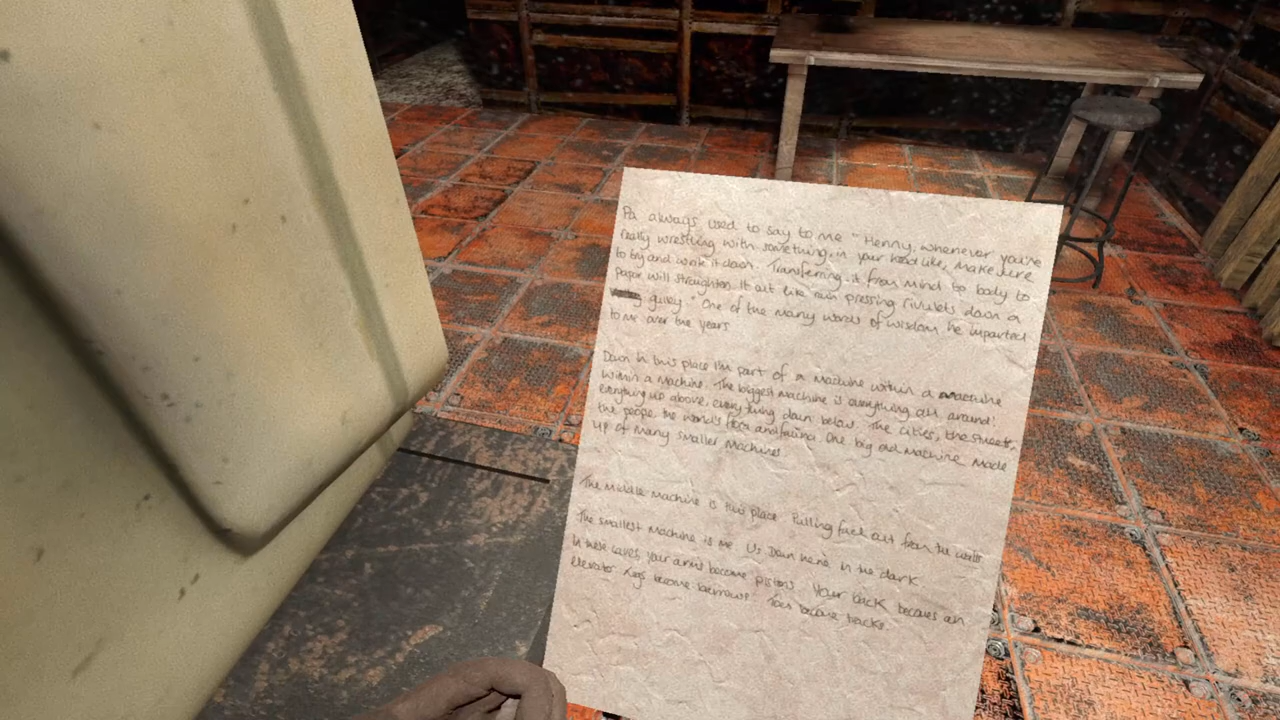 Pa always used to say to me "Henny, whenever you're
really wrestling with something, in your head like, make sure
to try and write it down. Transferring it from mind to body to
paper will straighten it out like rain pressing rivulets down a
gulley." One of the many words of wisdom he imparted
to me over the years
Down in this place I'm part of a machine within a machine
within a machine. The biggest machine is everything all around:
everything up above, everything down below. The cities, the streets,
the people, the worlds flora and fauna. One big old machine made
up of many smaller machines.
The middle machine is this place. Pulling fuel out from the
The smallest machine is me. Us Down here, in the dark.
In these caves your arms become pistons. Your back becomes an
elevator. Legs become barrows. Toes become tracks.